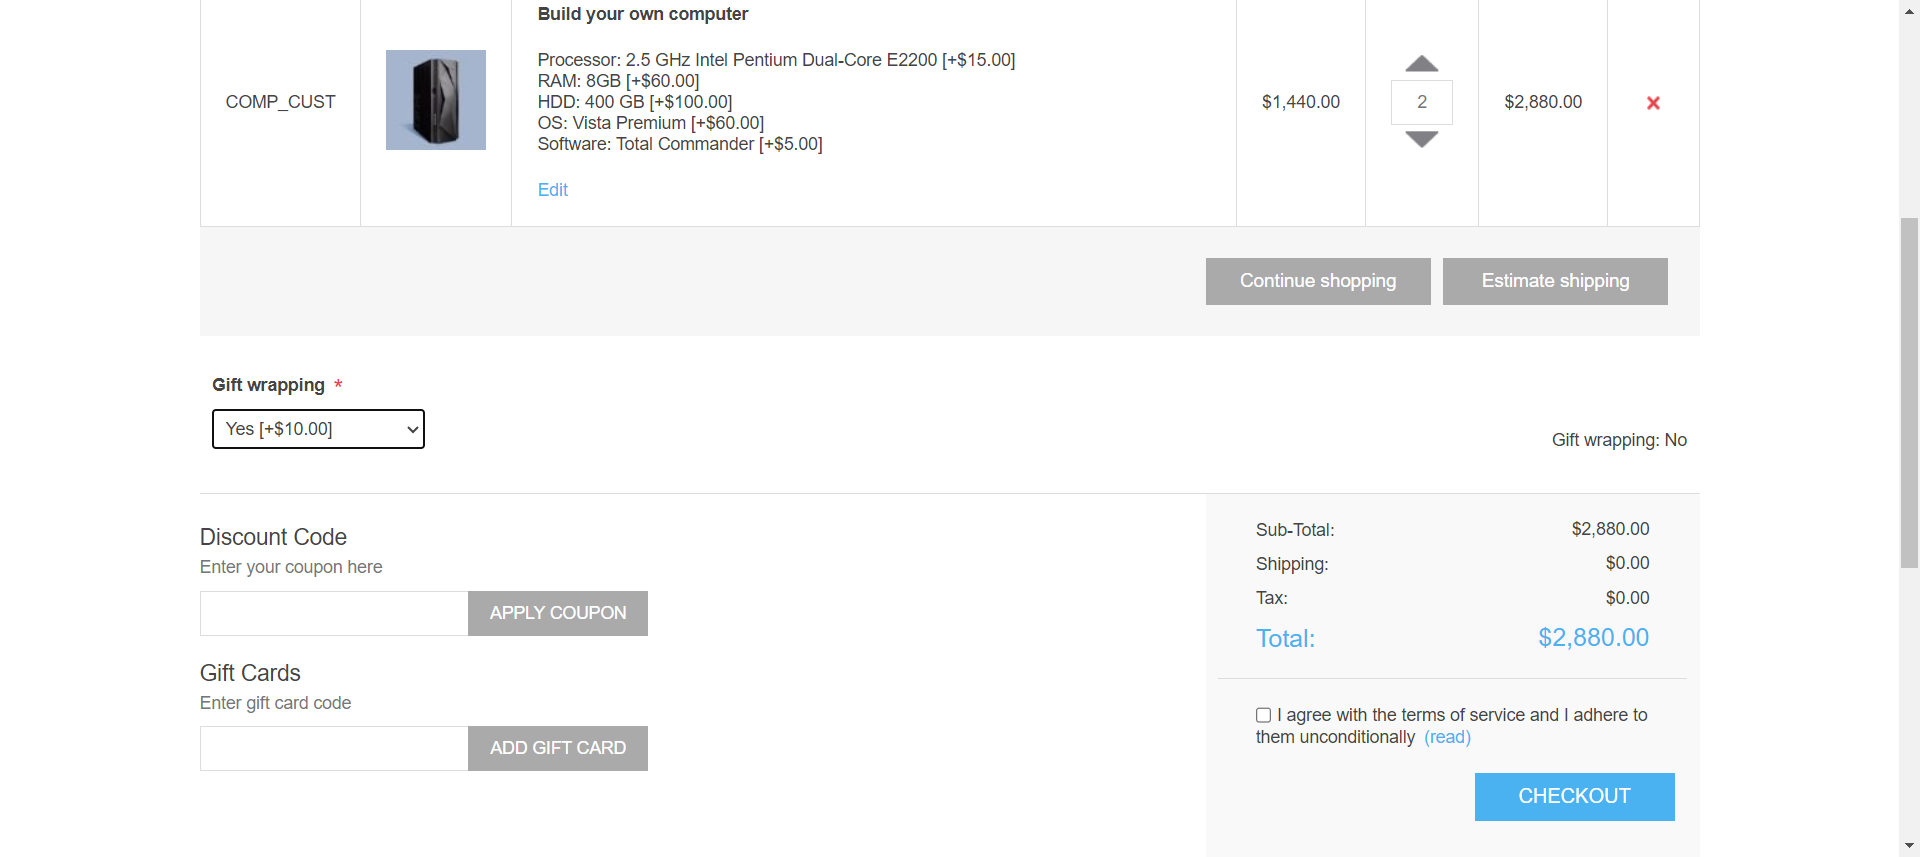 Build your own computer
Processor: 2.5 GHz Intel Pentium Dual-Core E2200 [+$15.00]
RAM: 8GB [+$60.00]
HDD: 400 GB [+$100.00]
OS: Vista Premium [+$60.00]
Software: Total Commander [+$5.00]
Edit
COMP_CUST
$1,440.00
2
$2,880.00
Continue shopping
Estimate shipping
Gift wrapping *
Yes [+$10.00]
Gift wrapping: No
Discount Code
Enter your coupon here
APPLY COUPON
Gift Cards
Enter gift card code
ADD GIFT CARD
Sub-Total: $2,880.00
Shipping: $0.00
Tax: $0.00
Total: $2,880.00
I agree with the terms of service and I adhere to
them unconditionally (read)
CHECKOUT